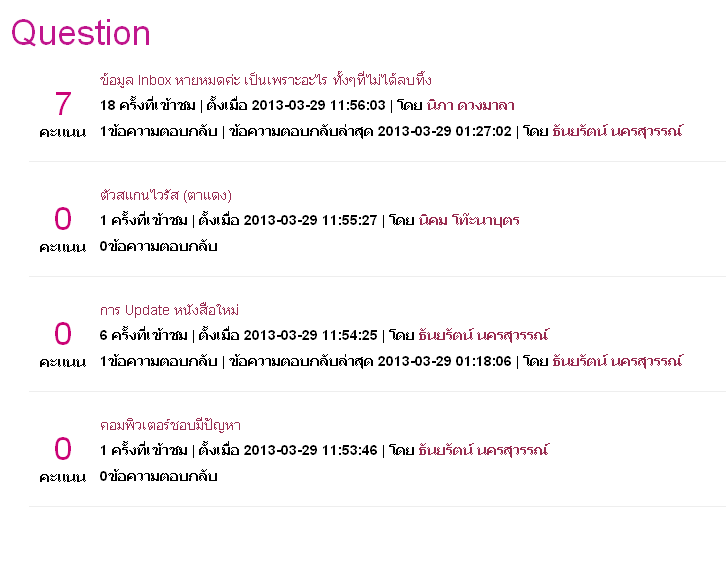 Question
ข้อมูล Inbox หายหมดค่ะ เป็นเพราะอะไร ทั้งๆที่ไม่ได้ลบทิ้ง
7
18 ครั้งที่เข้าชม | ตั้งเมื่อ 2013-03-29 11:56:03 | โดย นิภา ดวงมาลา
คะแนน
1ข้อความตอบกลับ | ข้อความตอบกลับล่าสุด 2013-03-29 01:27:02 | โดย ธันยรัตน์ นครสุวรรณ์
ตัวสแกนไวรัส (ตาแดง)
0
1 ครั้งที่เข้าชม | ตั้งเมื่อ 2013-03-29 11:55:27 | โดย นิคม โท๊ะนาบุตร
คะแนน
0ข้อความตอบกลับ
การ Update หนังสือใหม่
0
6 ครั้งที่เข้าชม | ตั้งเมื่อ 2013-03-29 11:54:25 | โดย ธันยรัตน์ นครสุวรรณ์
คะแนน
1ข้อความตอบกลับ | ข้อความตอบกลับล่าสุด 2013-03-29 01:18:06 | โดย ธันยรัตน์ นครสุวรรณ์
คอมพิวเตอร์ชอบมีปัญหา
0
1 ครั้งที่เข้าชม | ตั้งเมื่อ 2013-03-29 11:53:46 | โดย ธันยรัตน์ นครสุวรรณ์
คะแนน
0ข้อความตอบกลับ